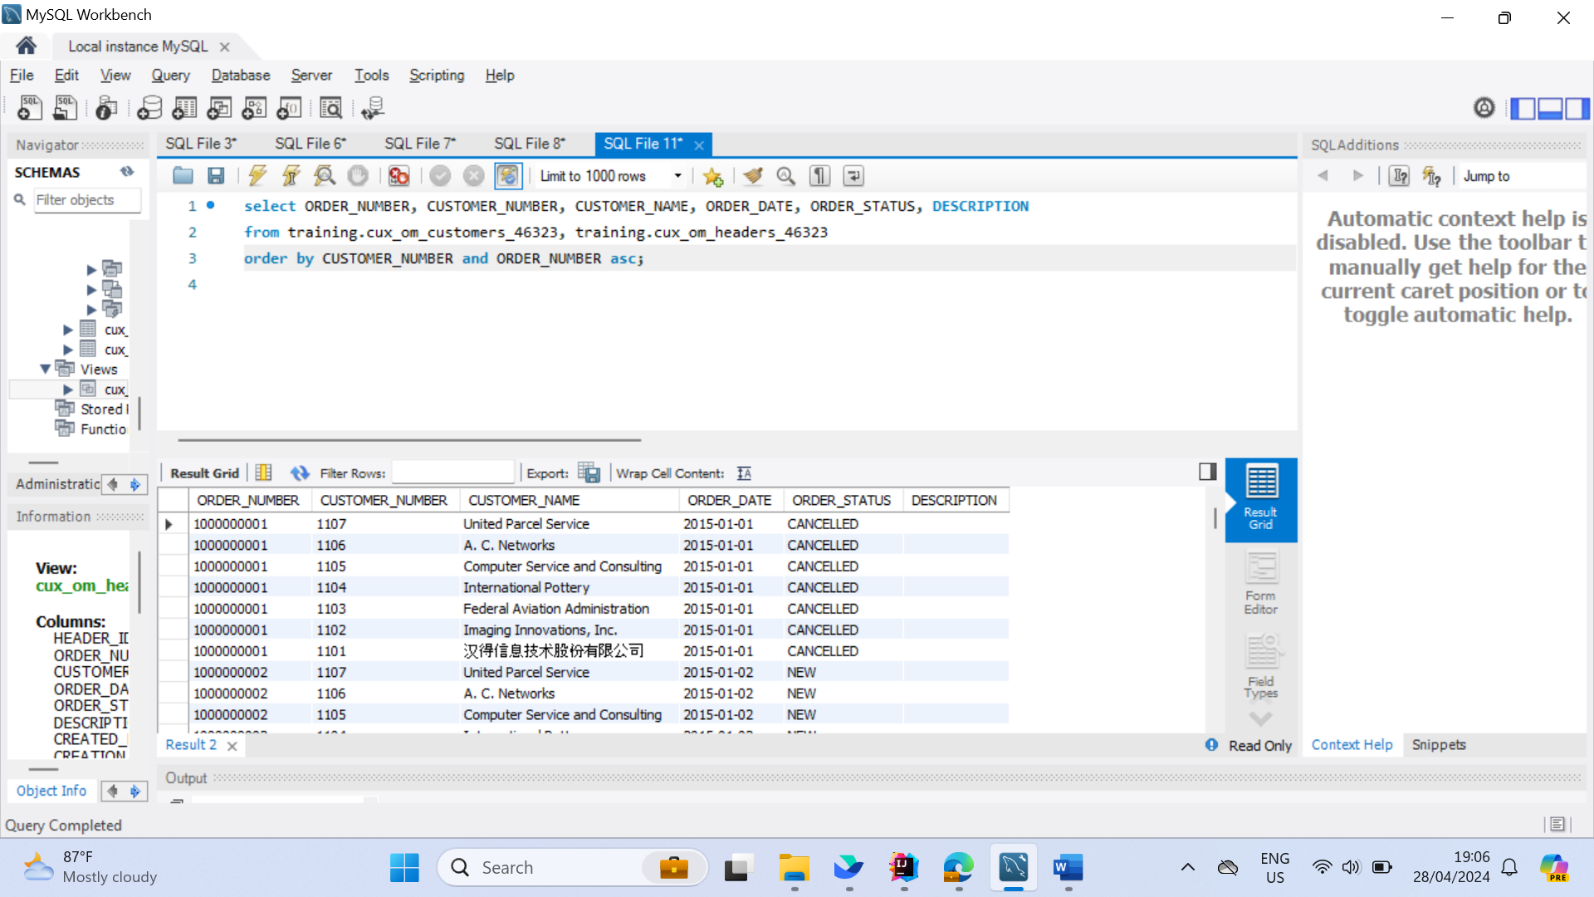 MySQL Workbench
Local instance MySQL
File Edit View Query Database Server Tools Scripting Help
Navigator
SCHEMAS
Filter objects
cux_
cux_
Views
cux_
Stored
Functio
Administratic
Information
View:
cux_om_hea
Columns:
HEADER_ID
ORDER_NU
CUSTOMER
ORDER_DA
ORDER_ST
DESCRIPTI
CREATED_
CREATION
Object Info
SQL File 3* SQL File 6* SQL File 7* SQL File 8* SQL File 11*
Limit to 1000 rows
1 select ORDER_NUMBER, CUSTOMER_NUMBER, CUSTOMER_NAME, ORDER_DATE, ORDER_STATUS, DESCRIPTION
2 from training.cux_om_customers_46323, training.cux_om_headers_46323
3 order by CUSTOMER_NUMBER and ORDER_NUMBER asc;
4
Result Grid Filter Rows: Export: Wrap Cell Content:
ORDER_NUMBER CUSTOMER_NUMBER CUSTOMER_NAME ORDER_DATE ORDER_STATUS DESCRIPTION
1000000001 1107 United Parcel Service 2015-01-01 CANCELLED
1000000001 1106 A. C. Networks 2015-01-01 CANCELLED
1000000001 1105 Computer Service and Consulting 2015-01-01 CANCELLED
1000000001 1104 International Pottery 2015-01-01 CANCELLED
1000000001 1103 Federal Aviation Administration 2015-01-01 CANCELLED
1000000001 1102 Imaging Innovations, Inc. 2015-01-01 CANCELLED
1000000001 1101 汉得信息技术股份有限公司 2015-01-01 CANCELLED
1000000002 1107 United Parcel Service 2015-01-02 NEW
1000000002 1106 A. C. Networks 2015-01-02 NEW
1000000002 1105 Computer Service and Consulting 2015-01-02 NEW
Result
Grid
Form
Editor
Field
Types
Result 2
Read Only
Output
SQLAdditions
Jump to
Automatic context help is
disabled. Use the toolbar t
manually get help for the
current caret position or to
toggle automatic help.
Context Help Snippets
Query Completed
87°F
Mostly cloudy
Search
ENG
US
19:06
28/04/2024
PRE